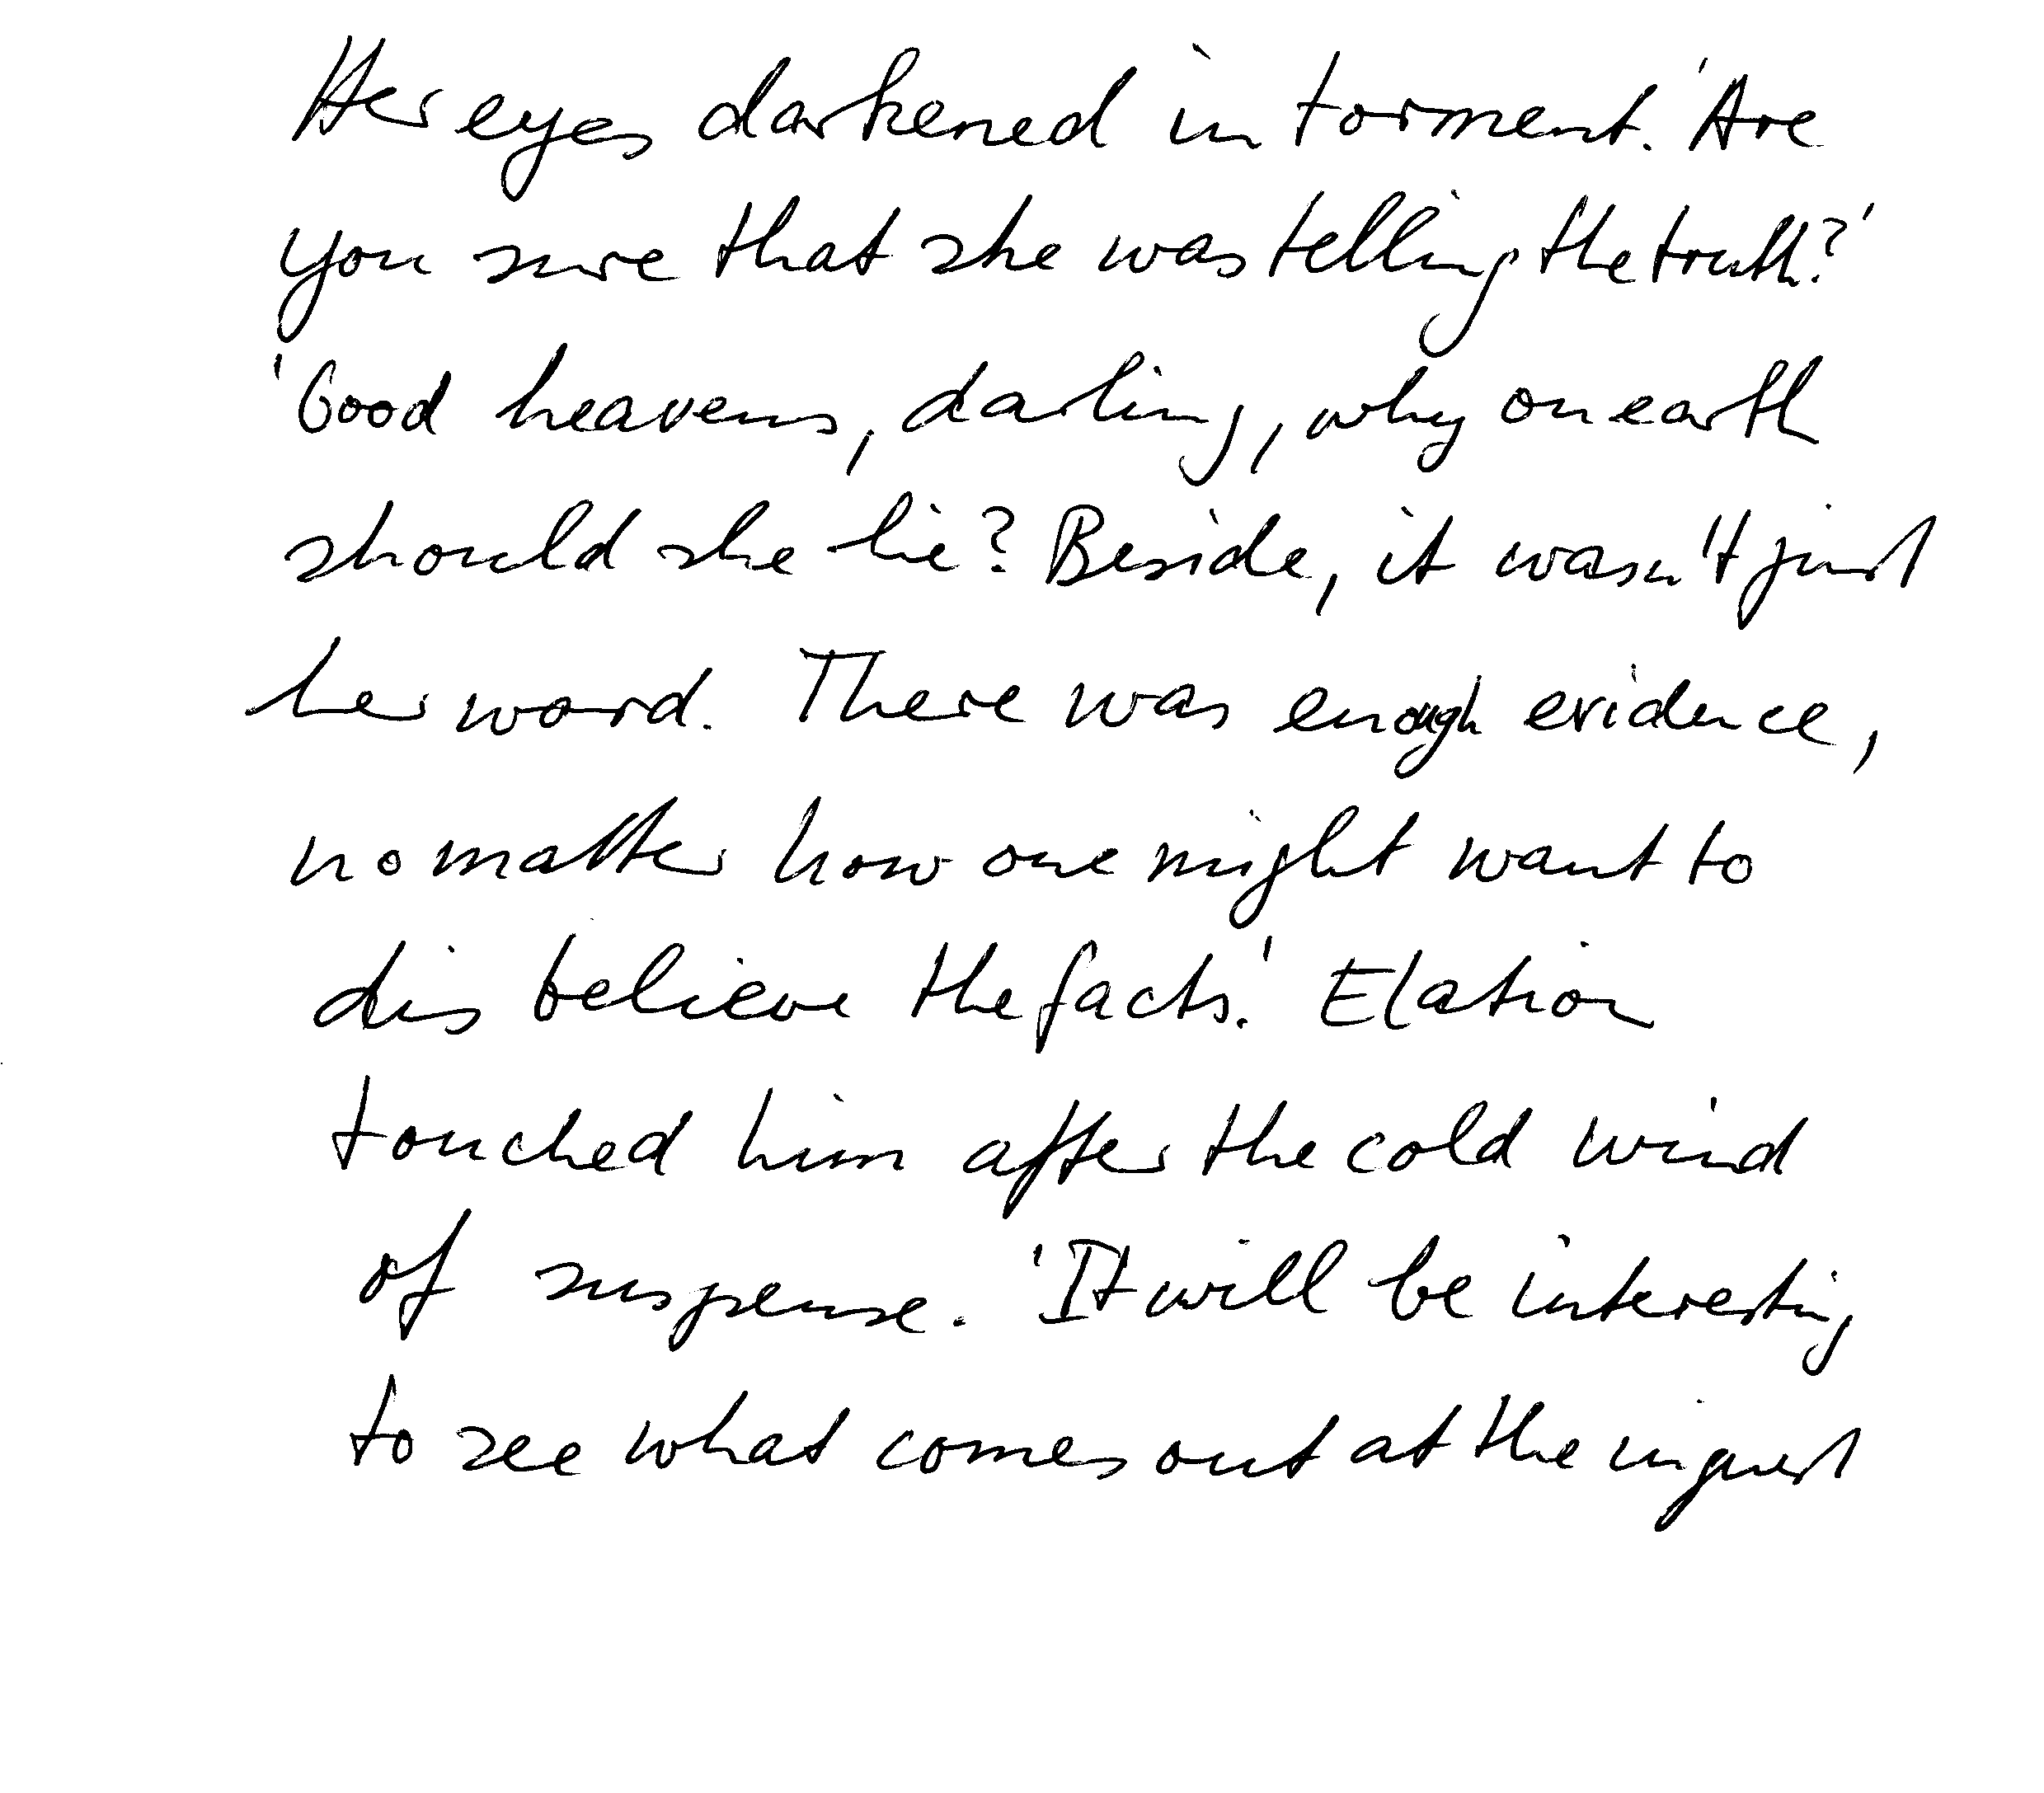 Her eyes darkened in torment. 'Are
you sure that she was telling the truth?'
'Good heavens, darling, why on earth
should she lie? Beside, it wasn't just
her word. There was enough evidence,
no matter how one might want to
dis believe the facts.' Elation
touched him after the cold wind
of suspense. 'It will be interesting
to see what comes out at the inquest